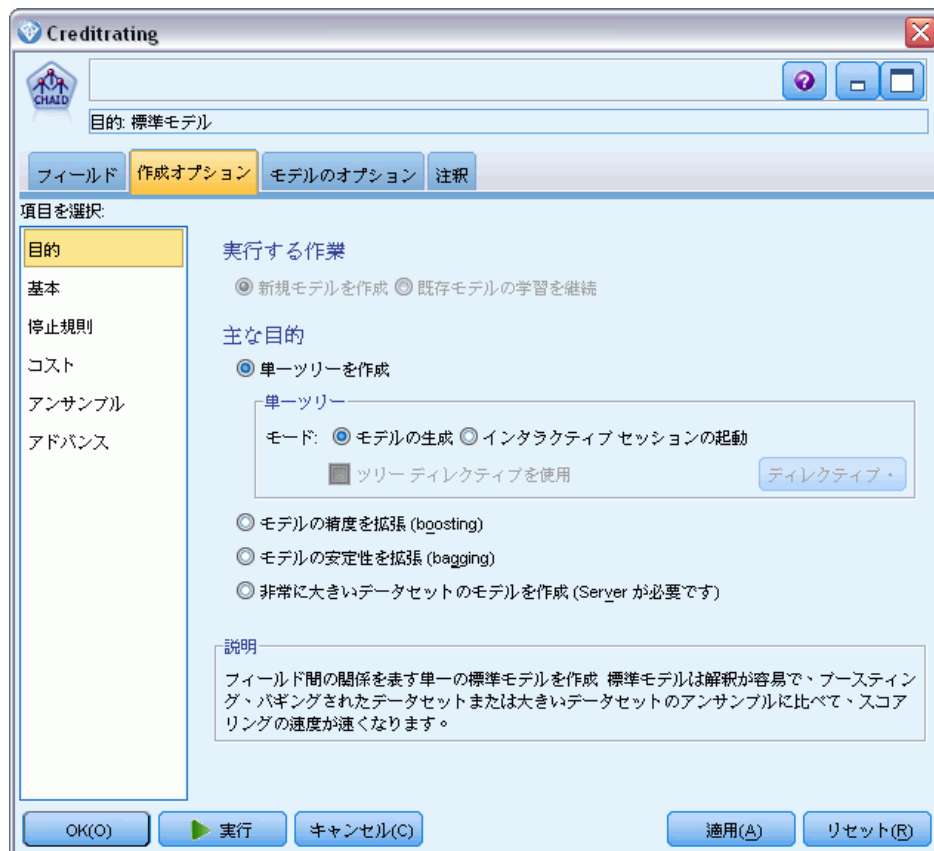 Creditrating
CHAID
目的: 標準モデル
フィールド 作成オプション モデルのオプション 注釈
項目を選択:
目的
基本
停止規則
コスト
アンサンブル
アドバンス
実行する作業
新規モデルを作成 既存モデルの学習を継続
主な目的
単一ツリーを作成
単一ツリー
モード: モデルの生成 インタラクティブ セッションの起動
ツリー ディレクティブを使用 ディレクティブ・
モデルの精度を拡張 (boosting)
モデルの安定性を拡張 (bagging)
非常に大きいデータセットのモデルを作成 (Server が必要です)
説明
フィールド間の関係を表す単一の標準モデルを作成 標準モデルは解釈が容易で、ブースティン
グ、バギングされたデータセットまたは大きいデータセットのアンサンブルに比べて、スコア
リングの速度が速くなります。
OK(O) 実行 キャンセル(C) 適用(A) リセット(R)